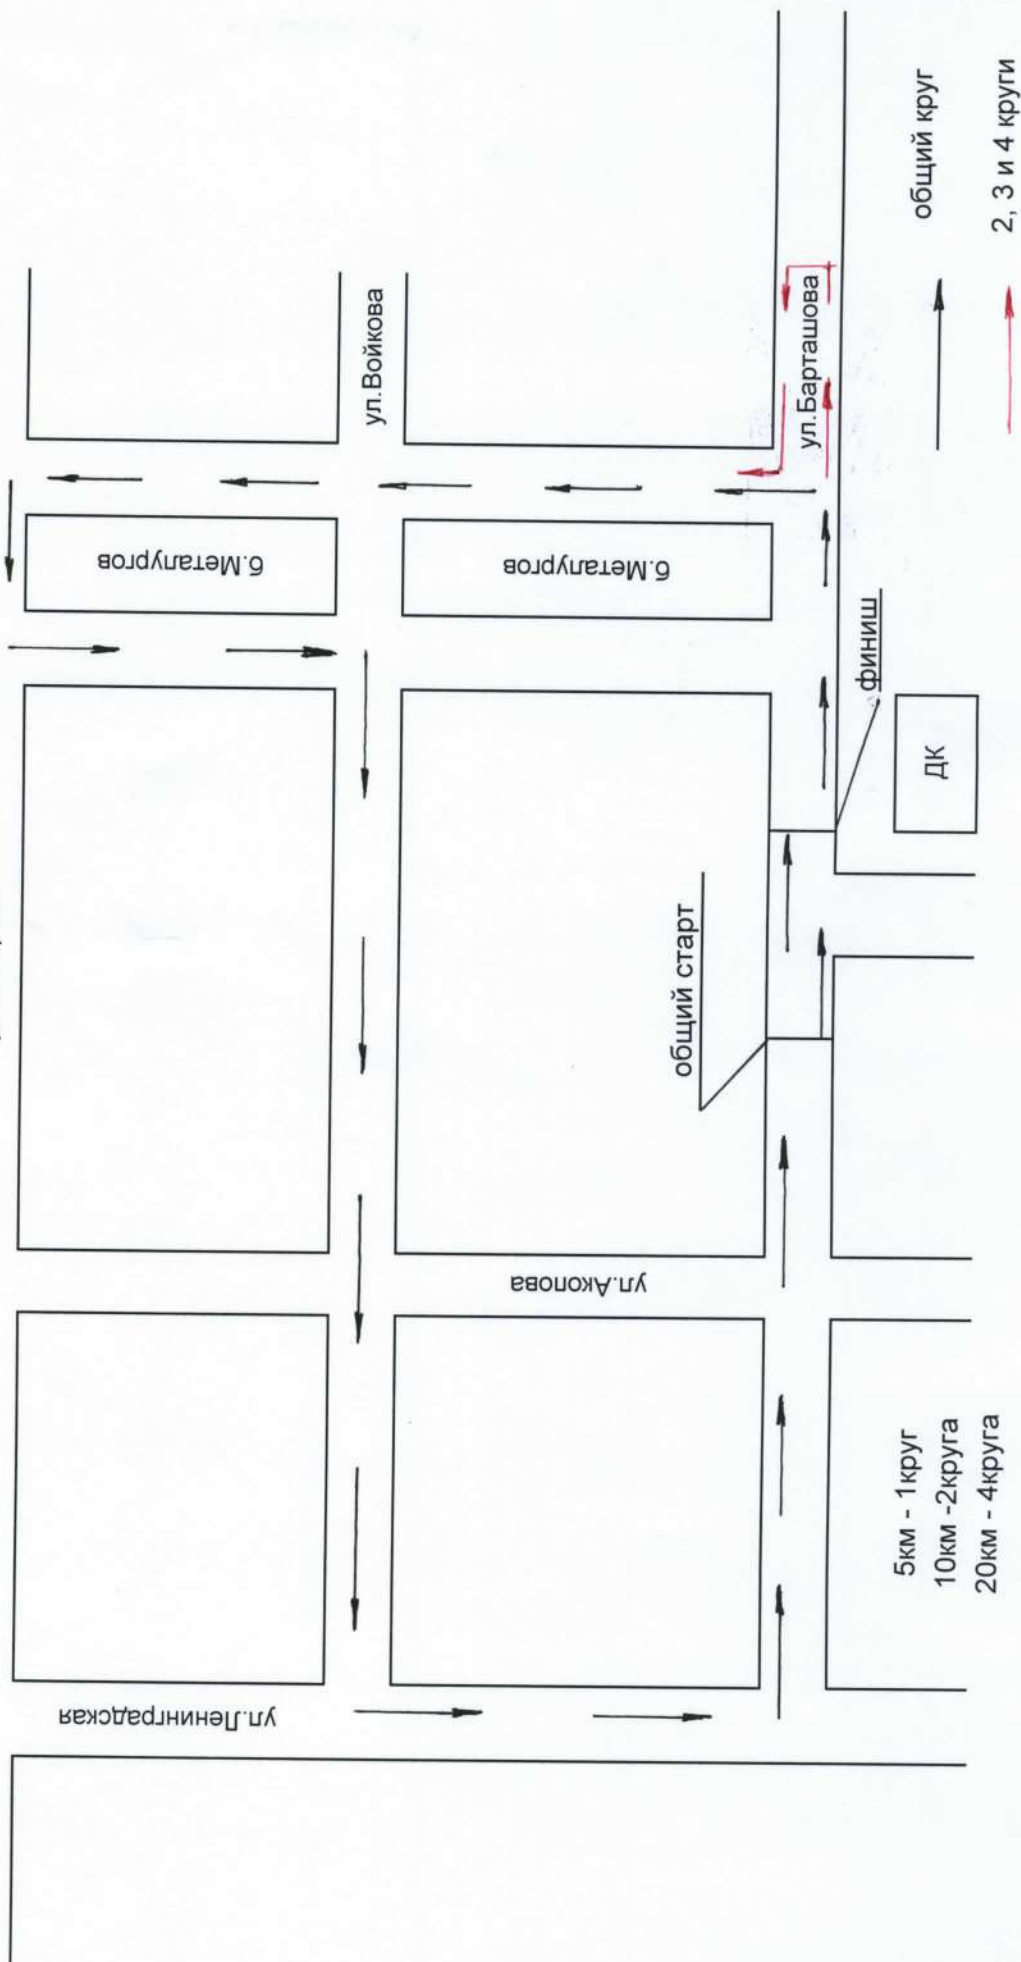 ул.Войкова
б.Металургов
б.Металургов
ул.Барташова
финиш
ДК
общий старт
ул.Акопова
ул.Ленинградская
общий круг
2, 3 и 4 круги
5км - 1круг
10км -2круга
20км - 4круга